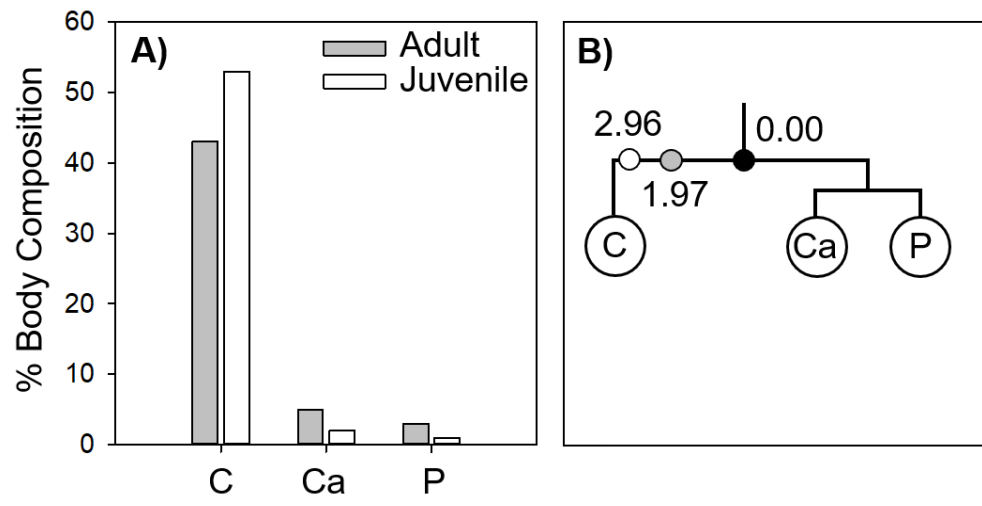 60
50
40
30
20
10
0
% Body Composition
A)
Adult
Juvenile
C
Ca
P
B)
2.96
0.00
1.97
C
Ca
P